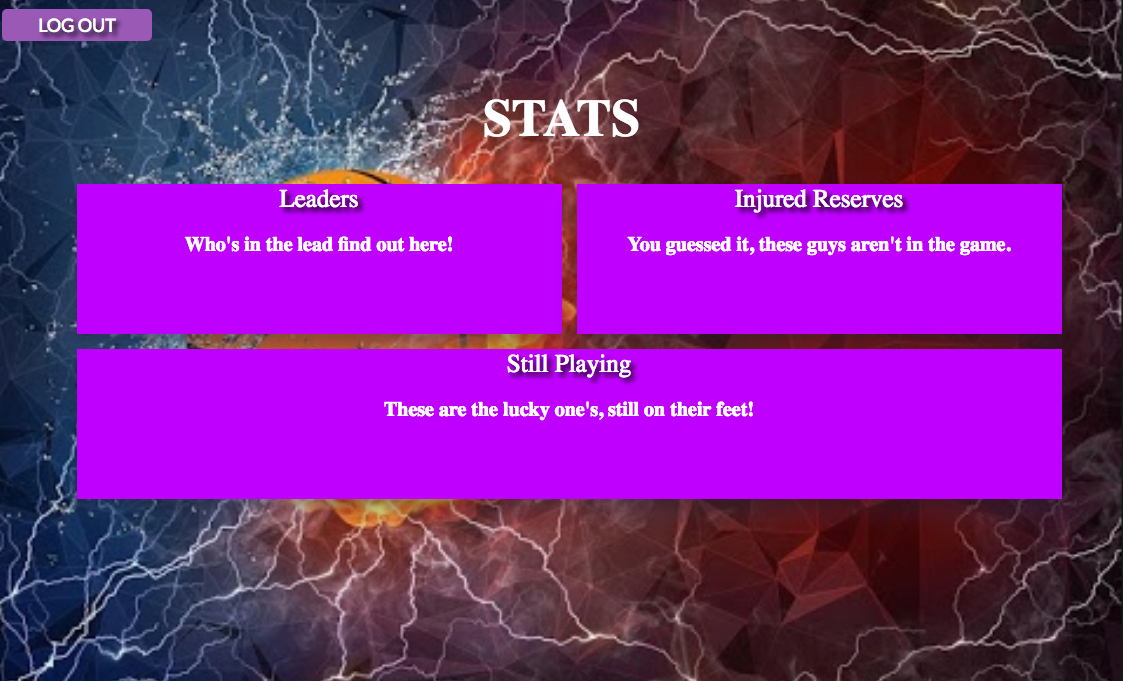 LOG OUT
STATS
Leaders
Who's in the lead find out here!
Injured Reserves
You guessed it, these guys aren't in the game.
Still Playing
These are the lucky one's, still on their feet!